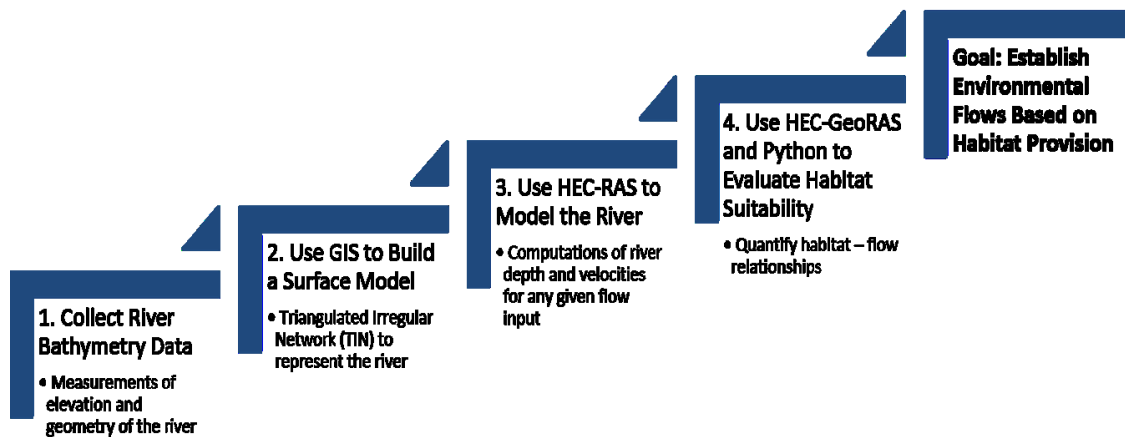 1. Collect River
Bathymetry Data
• Measurements of
elevation and
geometry of the river
2. Use GIS to Build
a Surface Model
• Triangulated Irregular
Network (TIN) to
represent the river
3. Use HEC-RAS to
Model the River
• Computations of river
depth and velocities
for any given flow
input
4. Use HEC-GeoRAS
and Python to
Evaluate Habitat
Suitability
• Quantify habitat – flow
relationships
Goal: Establish
Environmental
Flows Based on
Habitat Provision